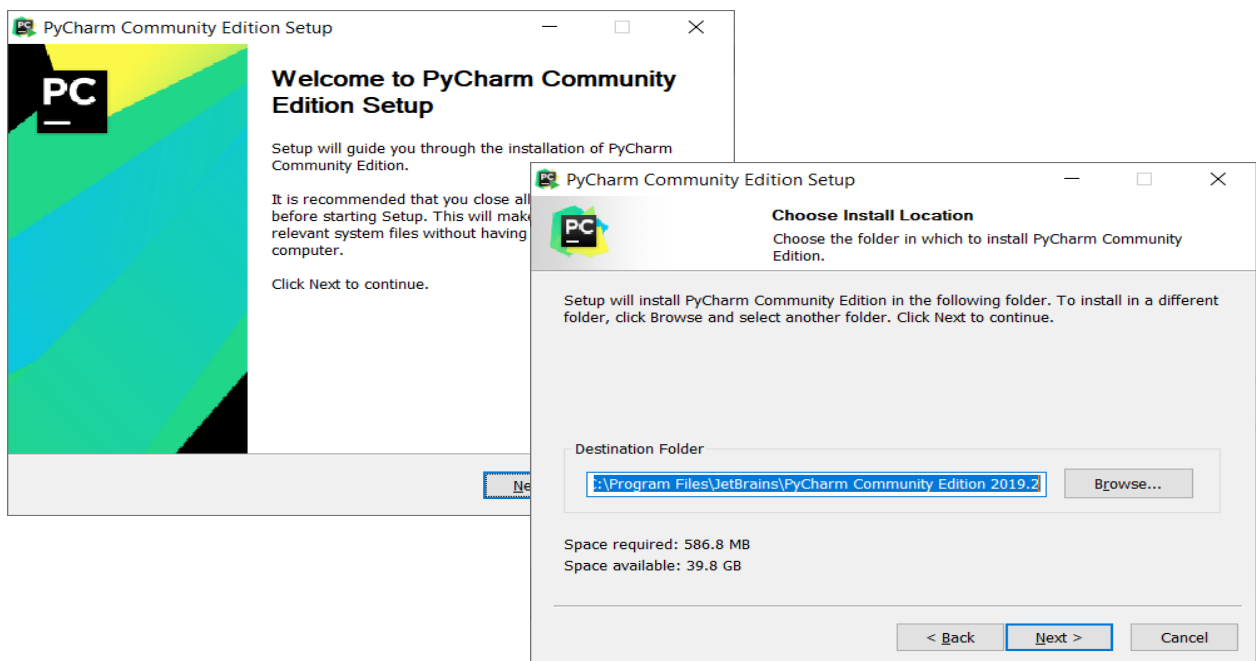 PyCharm Community Edition Setup
PC
Welcome to PyCharm Community
Edition Setup
Setup will guide you through the installation of PyCharm
Community Edition.
It is recommended that you close all
before starting Setup. This will make
relevant system files without having
computer.
Click Next to continue.
Ne
PyCharm Community Edition Setup
PC
Choose Install Location
Choose the folder in which to install PyCharm Community
Edition.
Setup will install PyCharm Community Edition in the following folder. To install in a different
folder, click Browse and select another folder. Click Next to continue.
Destination Folder
:\Program Files\JetBrains\PyCharm Community Edition 2019.2
Browse...
Space required: 586.8 MB
Space available: 39.8 GB
< Back Next > Cancel